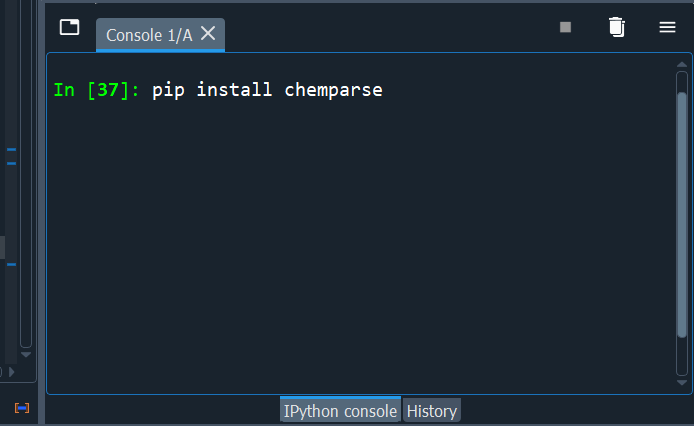 Console 1/A
In [37]: pip install chemparse
IPython console
History